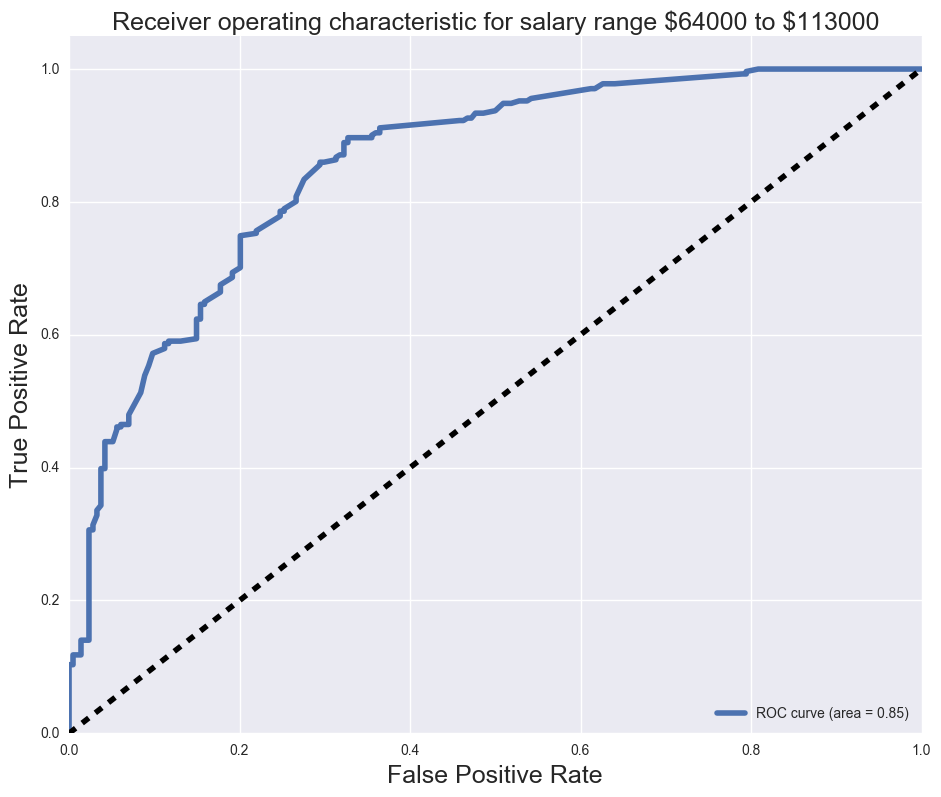 Receiver operating characteristic for salary range $64000 to $113000
1.0
0.8
0.6
0.4
0.2
0.0
True Positive Rate
ROC curve (area = 0.85)
0.0 0.2 0.4 0.6 0.8 1.0
False Positive Rate